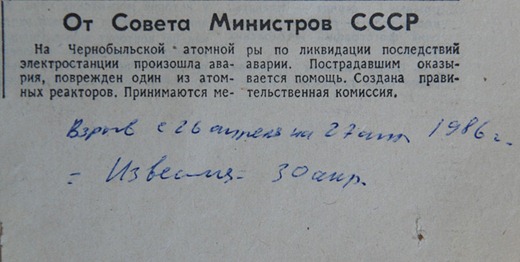 От Совета Министров СССР
На Чернобыльской атомной
электростанции произошла ава-
рия, поврежден один из атом-
ных реакторов. Принимаются ме-
ры по ликвидации последствий
аварии. Пострадавшим оказы-
вается помощь. Создана прави-
тельственная комиссия.
Взрыв с 26 апреля на 27 апр 1986 г.
= Известия - 30 апр.